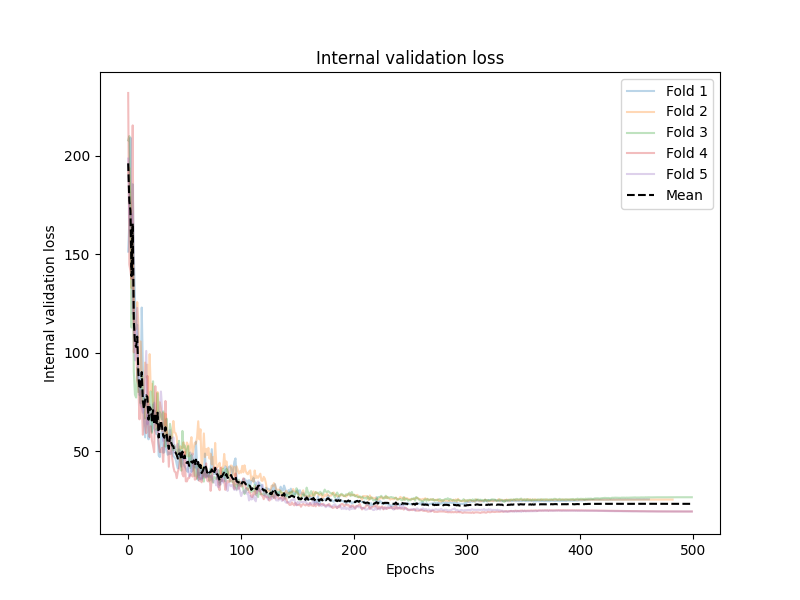 Internal validation loss
Fold 1
Fold 2
Fold 3
Fold 4
Fold 5
Mean
Internal validation loss
200
150
100
50
0 100 200 300 400 500
Epochs